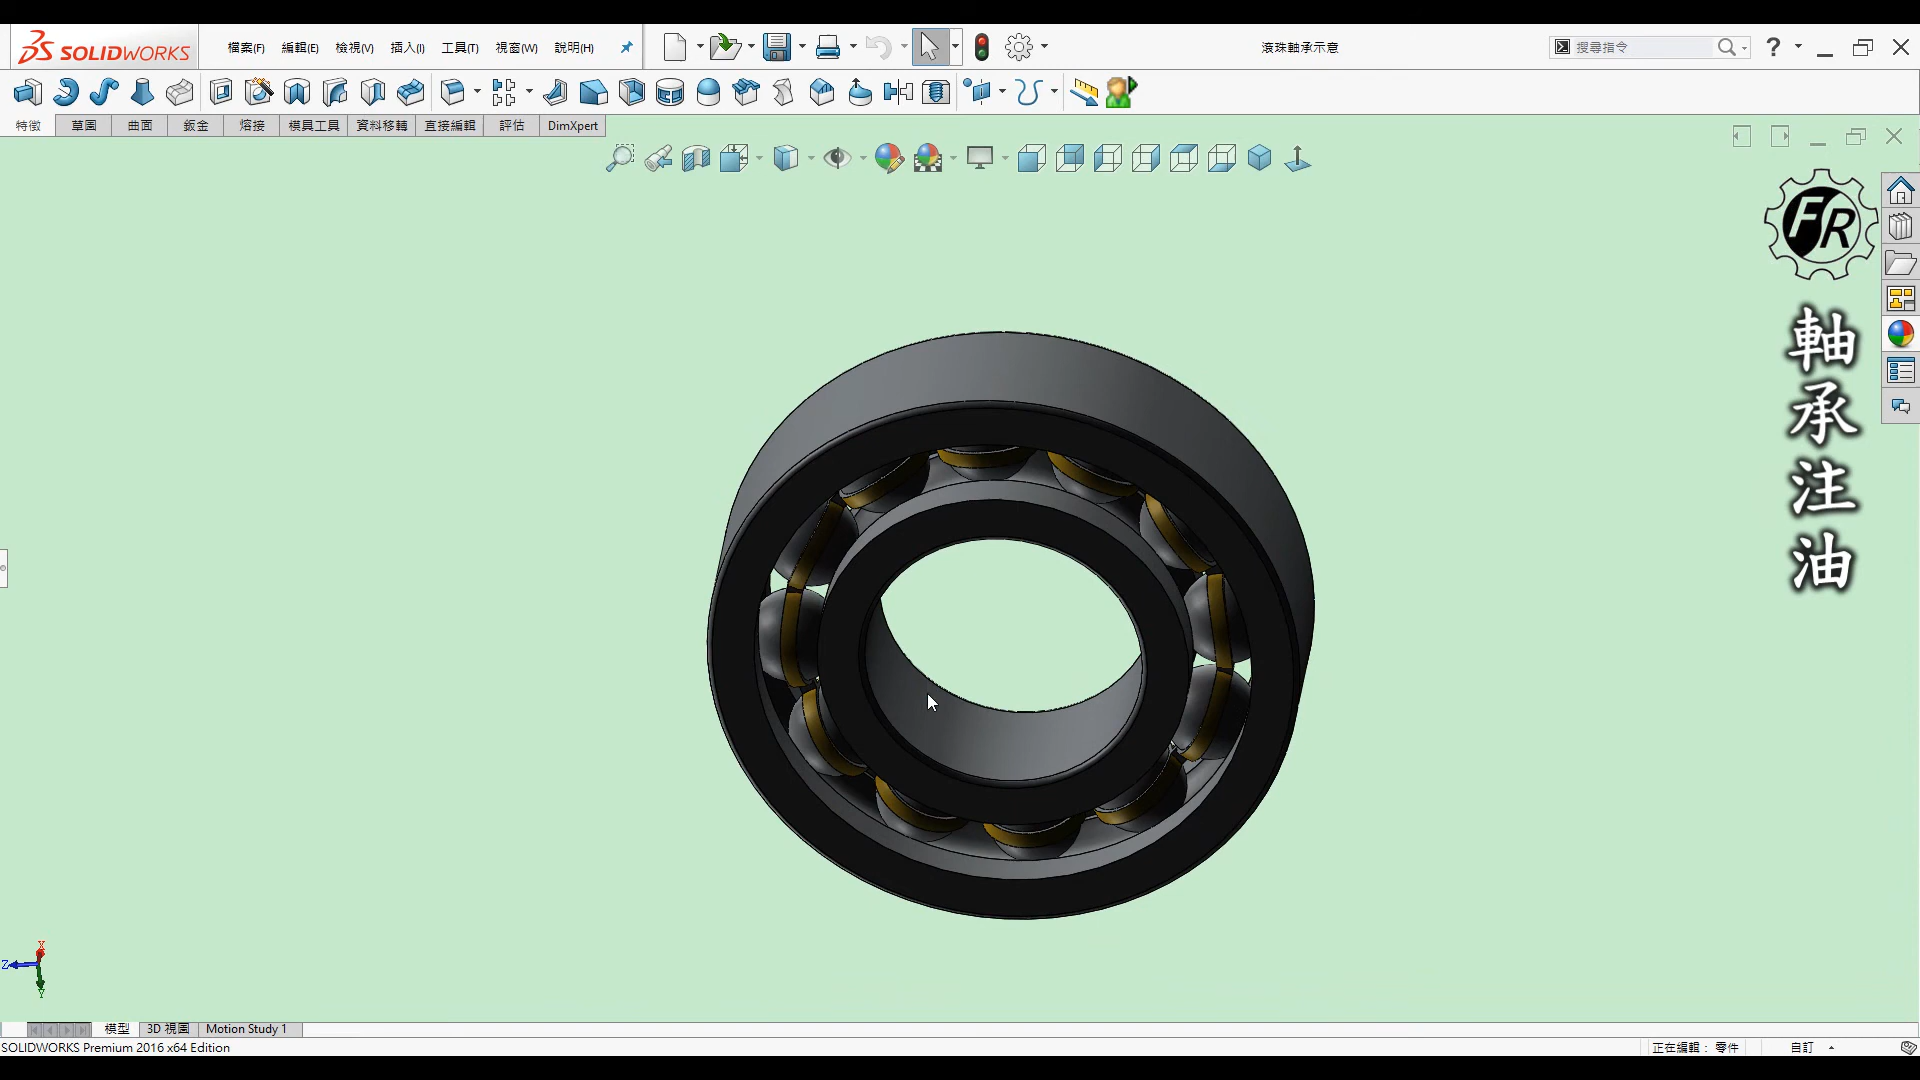 SOLIDWORKS
檔案(F) 編輯(E) 檢視(V) 插入(I) 工具(T) 視窗(W) 說明(H)
滾珠軸承示意
搜尋指令
?
特徵 草圖 曲面 鈑金 熔接 模具工具 資料移轉 直接編輯 評估 DimXpert
FR
軸承注油
X
Z
Y
模型 3D 視圖 Motion Study 1
SOLIDWORKS Premium 2016 x64 Edition
正在編輯： 零件
自訂